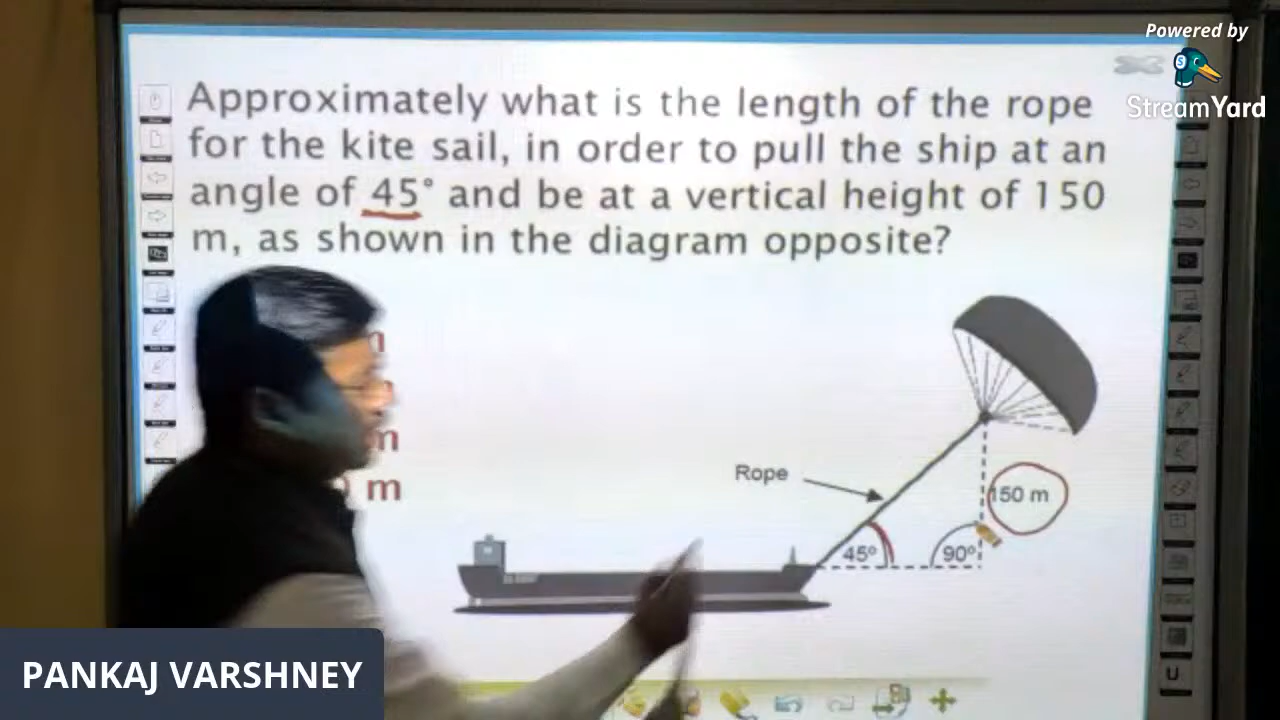 Powered by
StreamYard
Approximately what is the length of the rope
for the kite sail, in order to pull the ship at an
angle of 45° and be at a vertical height of 150
m, as shown in the diagram opposite?
m
m
Rope
150 m
45°
90°
PANKAJ VARSHNEY